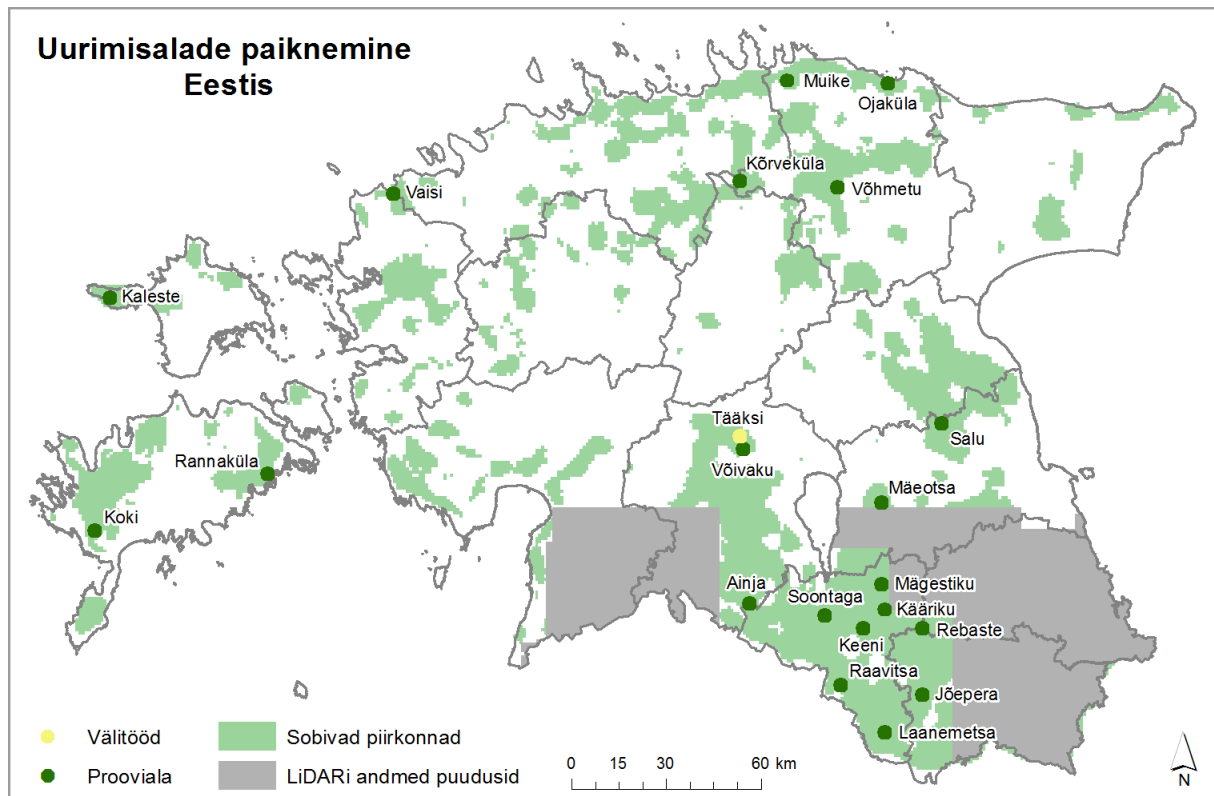 Uurimisalade paiknemine
Eestis
Muike
Ojaküla
Kõrveküla
Võhmetu
Vaisi
Kaleste
Tääksi
Salu
Võivaku
Rannaküla
Mäeotsa
Koki
Ainja
Mägestiku
Soontaga
Kääriku
Keeni
Rebaste
Raavitsa
Jõepera
Laanemetsa
Välitööd
Sobivad piirkonnad
Prooviala
LiDARi andmed puudusid
0 15 30 60 km
N